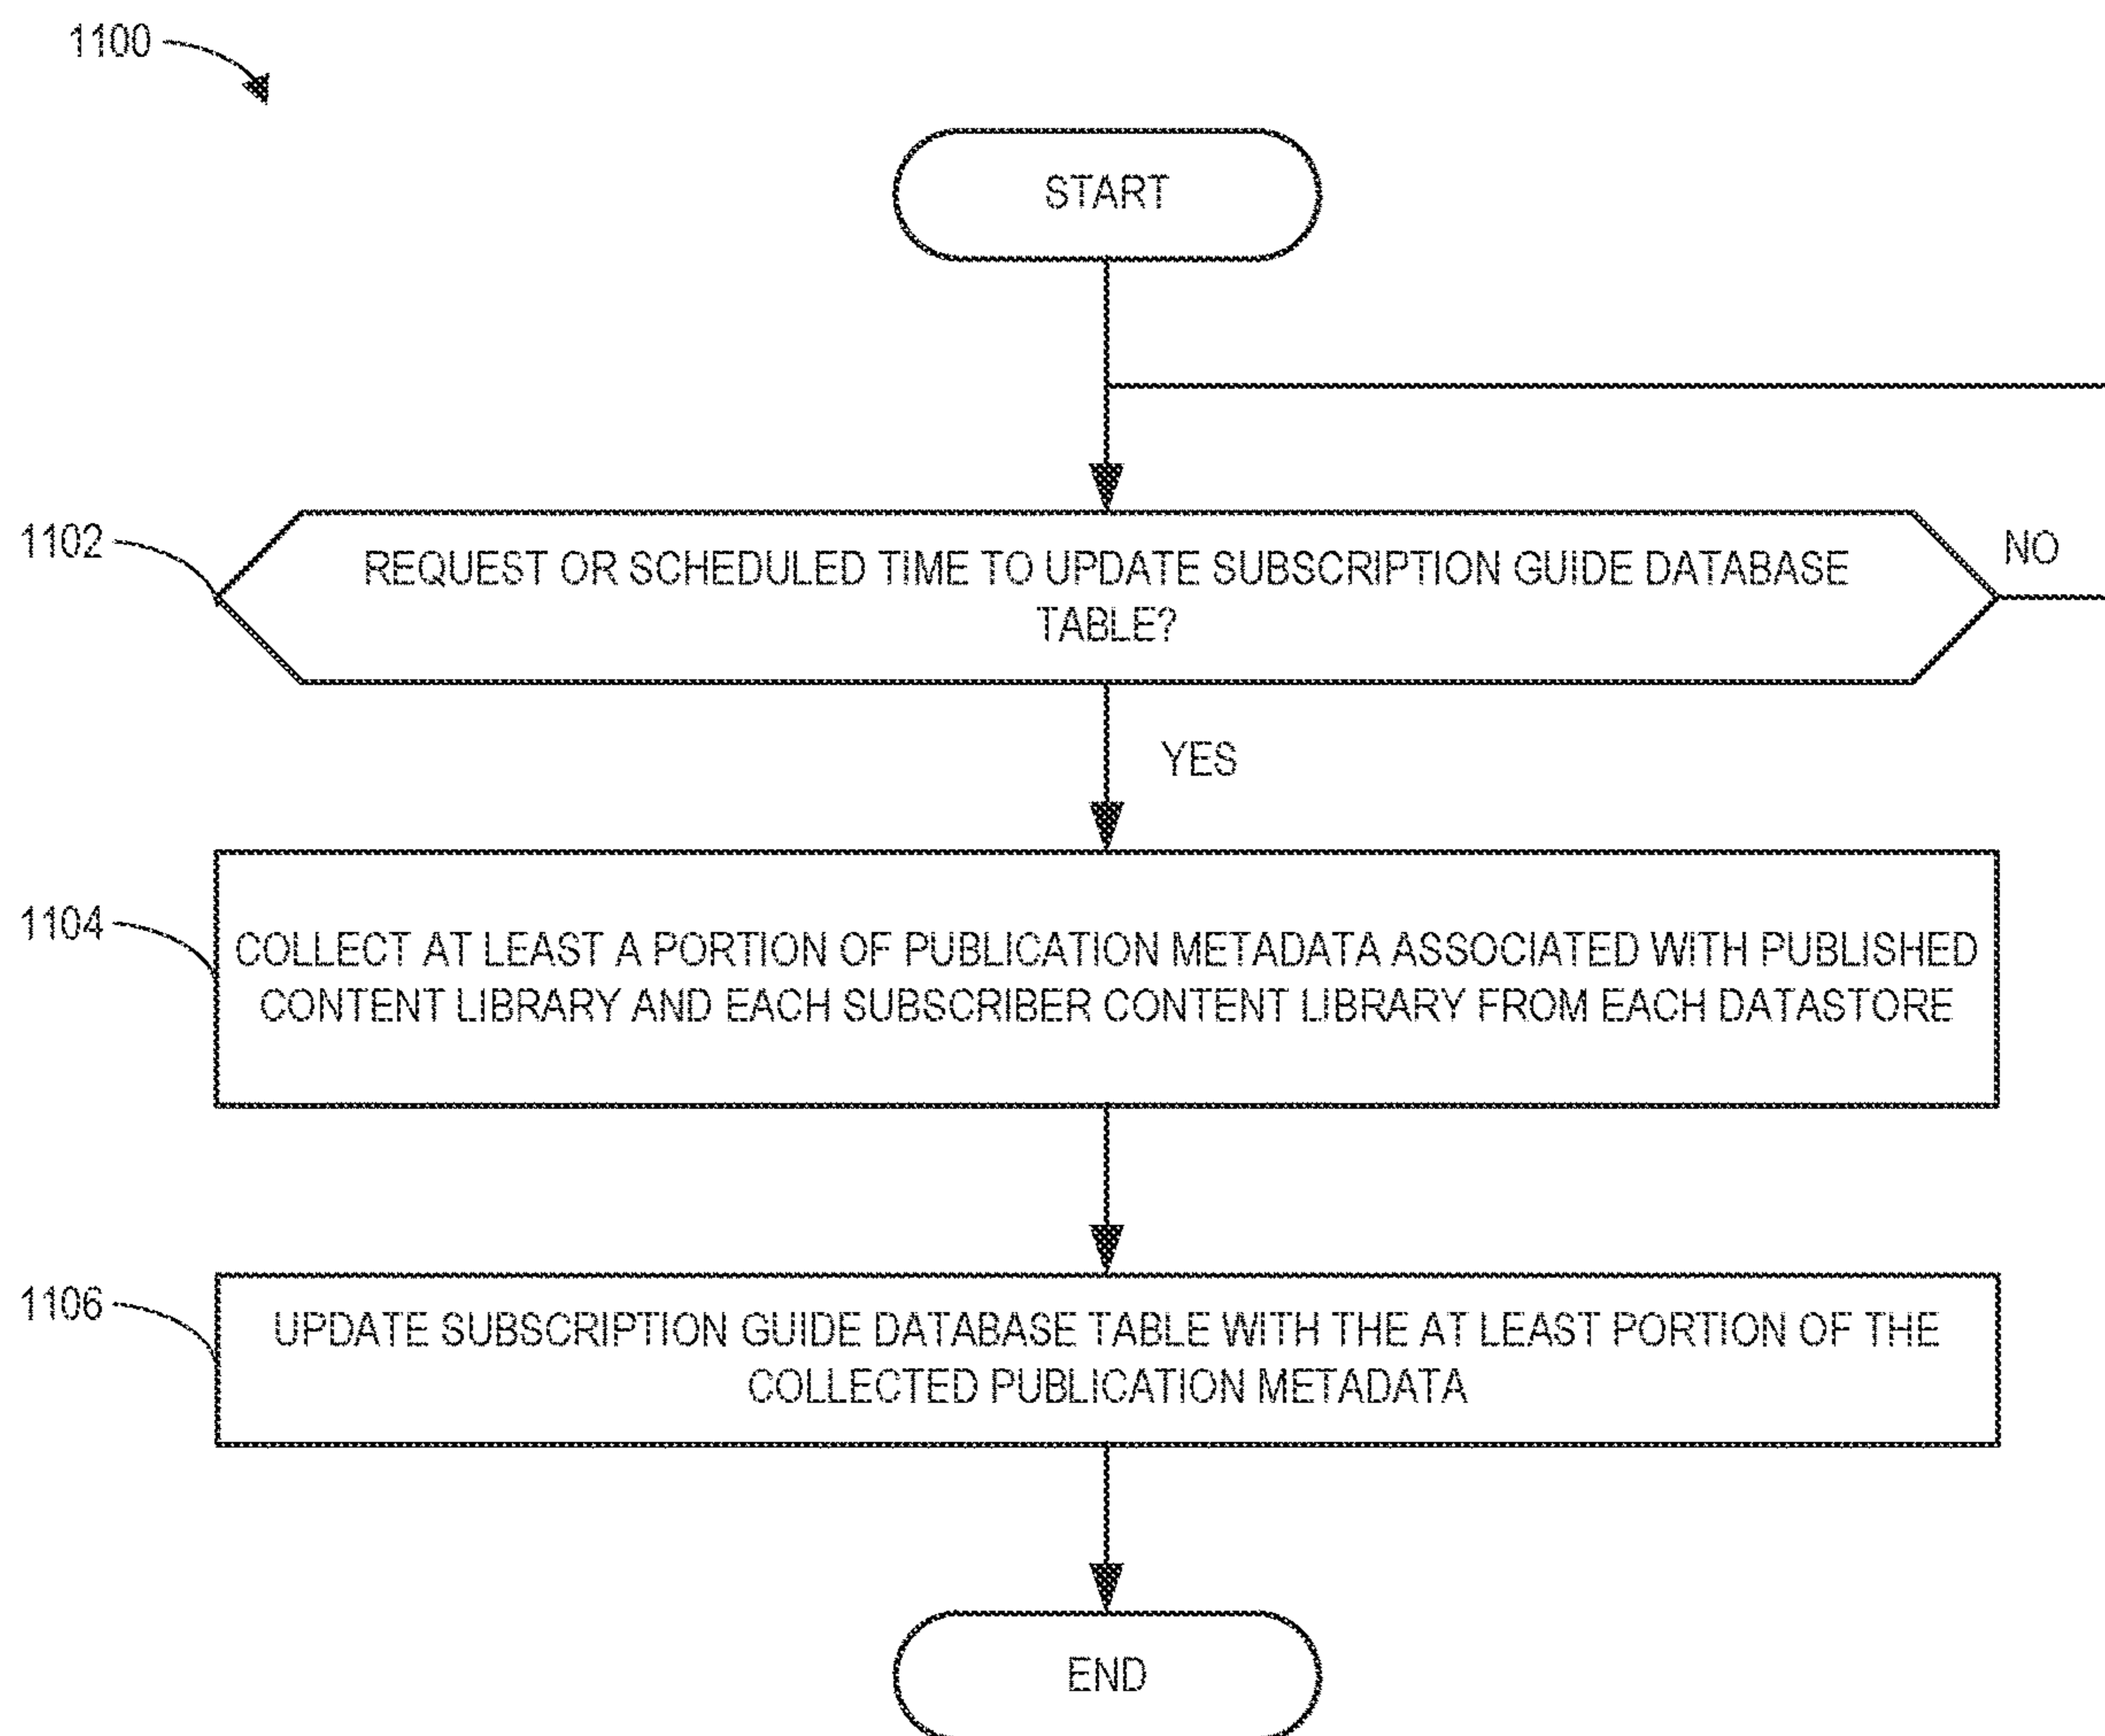 1100
START
1102
REQUEST OR SCHEDULED TIME TO UPDATE SUBSCRIPTION GUIDE DATABASE
TABLE?
NO
YES
1104
COLLECT AT LEAST A PORTION OF PUBLICATION METADATA ASSOCIATED WITH PUBLISHED
CONTENT LIBRARY AND EACH SUBSCRIBER CONTENT LIBRARY FROM EACH DATASTORE
1106
UPDATE SUBSCRIPTION GUIDE DATABASE TABLE WITH THE AT LEAST PORTION OF THE
COLLECTED PUBLICATION METADATA
END